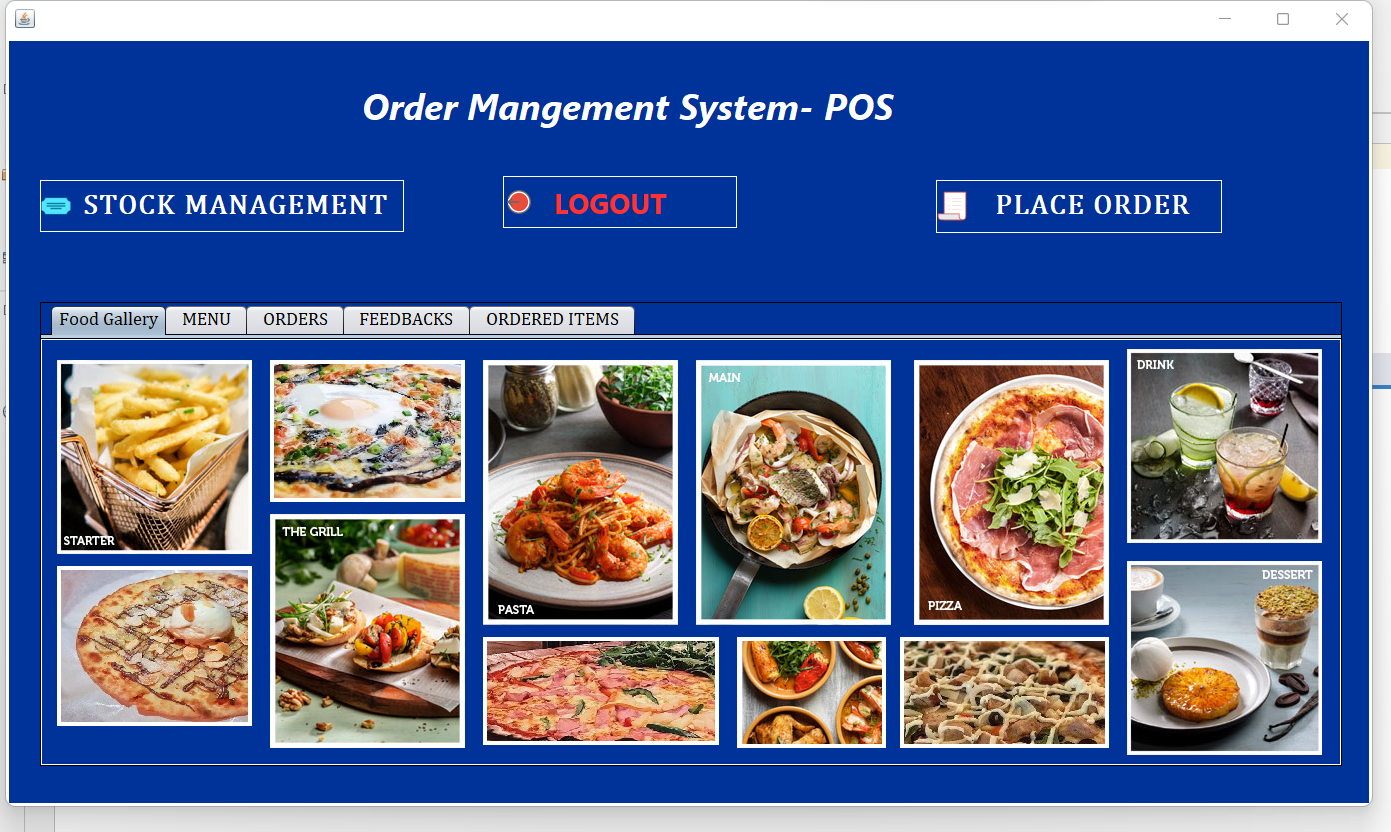 Order Mangement System- POS
STOCK MANAGEMENT
LOGOUT
PLACE ORDER
Food Gallery
MENU
ORDERS
FEEDBACKS
ORDERED ITEMS
STARTER
THE GRILL
PASTA
MAIN
PIZZA
DRINK
DESSERT